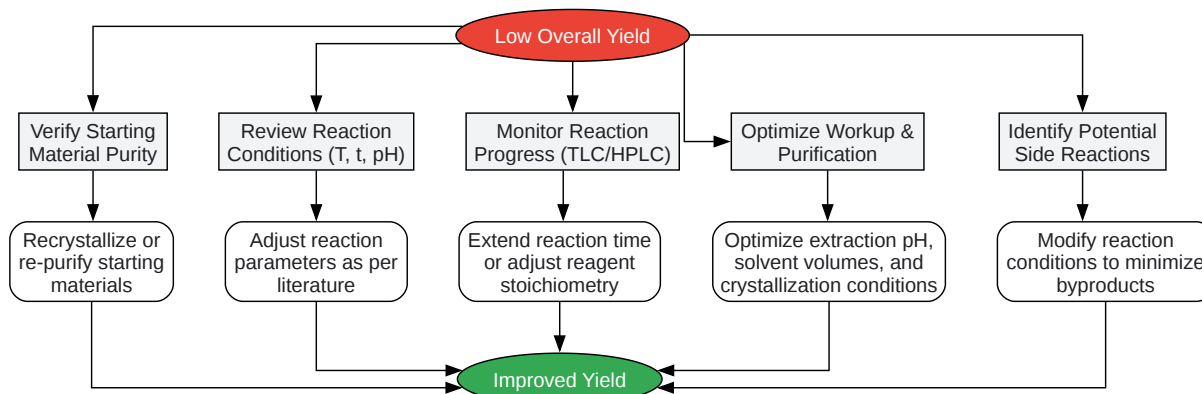 Low Overall Yield
Verify Starting
Material Purity
Review Reaction
Conditions (T, t, pH)
Monitor Reaction
Progress (TLC/HPLC)
Optimize Workup &
Purification
Identify Potential
Side Reactions
Recrystallize or
re-purify starting
materials
Adjust reaction
parameters as per
literature
Extend reaction time
or adjust reagent
stoichiometry
Optimize extraction pH,
solvent volumes, and
crystallization conditions
Modify reaction
conditions to minimize
byproducts
Improved Yield